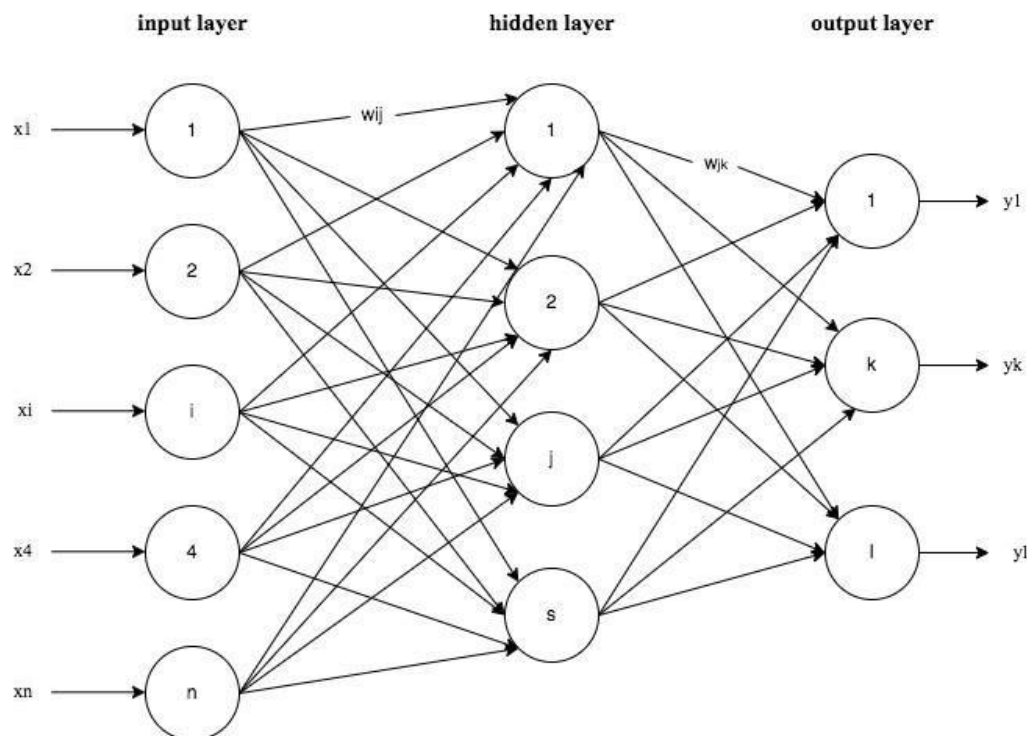 input layer hidden layer output layer
x1 1 wij 1
wjk
1 y1
x2 2
2
k yk
xi i
j
x4 4 l yl
s
xn n